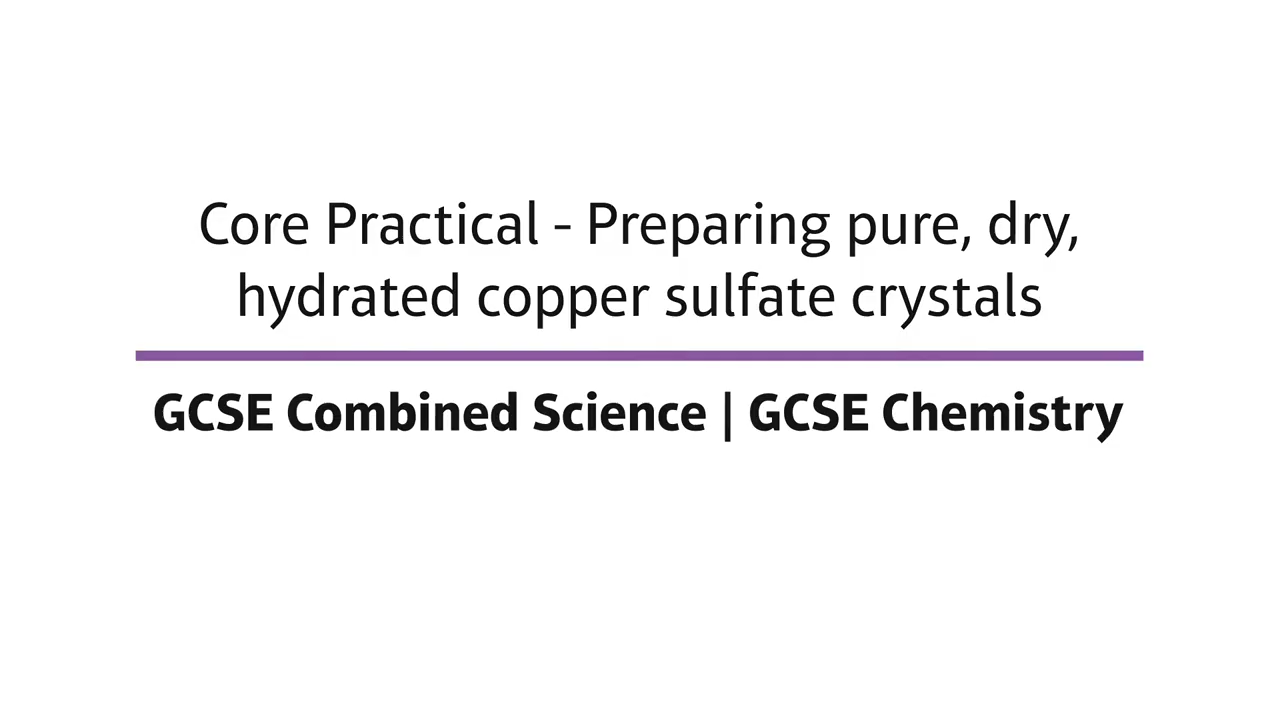 Core Practical - Preparing pure, dry,
hydrated copper sulfate crystals
GCSE Combined Science | GCSE Chemistry